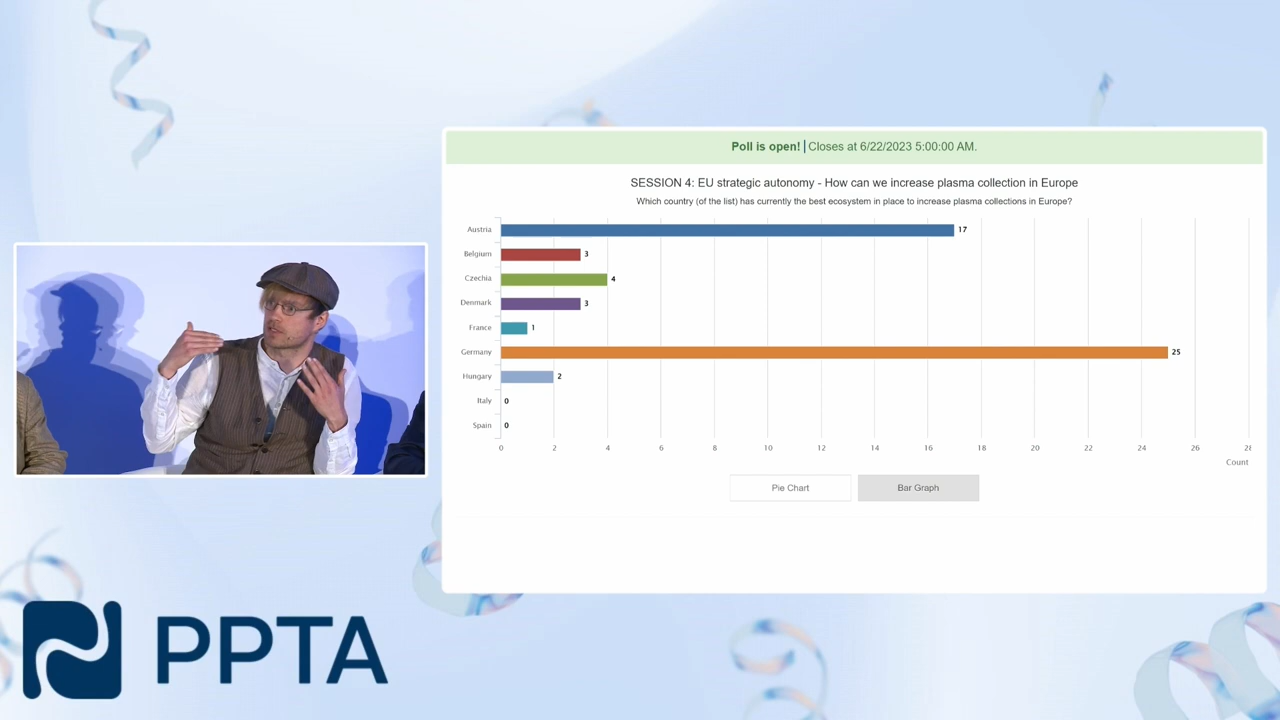 Poll is open! Closes at 6/22/2023 5:00:00 AM.
SESSION 4: EU strategic autonomy - How can we increase plasma collection in Europe
Which country (of the list) has currently the best ecosystem in place to increase plasma collections in Europe?
Austria 17
Belgium 3
Czechia 4
Denmark 3
France 1
Germany 25
Hungary 2
Italy 0
Spain 0
0 2 4 6 8 10 12 14 16 18 20 22 24 26
Count
Pie Chart Bar Graph
PPTA